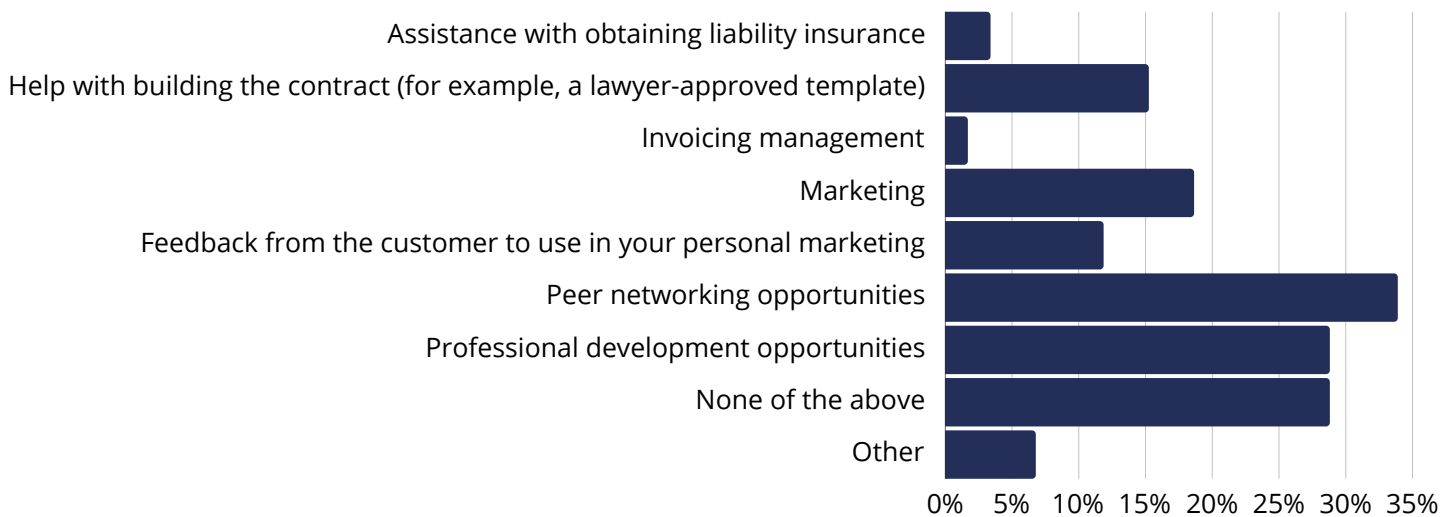 Assistance with obtaining liability insurance
Help with building the contract (for example, a lawyer-approved template)
Invoicing management
Marketing
Feedback from the customer to use in your personal marketing
Peer networking opportunities
Professional development opportunities
None of the above
Other
0% 5% 10% 15% 20% 25% 30% 35%